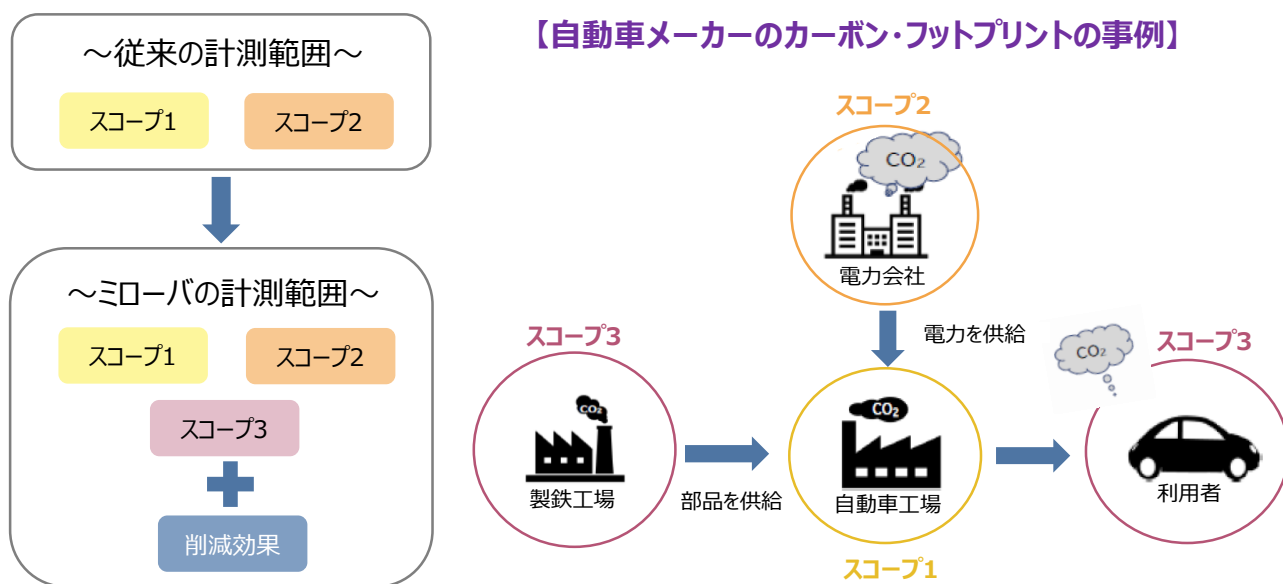 ～従来の計測範囲～
スコープ1
スコープ2
～ミローバの計測範囲～
スコープ1
スコープ2
スコープ3
削減効果
【自動車メーカーのカーボン・フットプリントの事例】
スコープ2
CO₂
電力会社
電力を供給
スコープ3
CO₂
製鉄工場
部品を供給
CO₂
自動車工場
スコープ1
スコープ3
CO₂
利用者